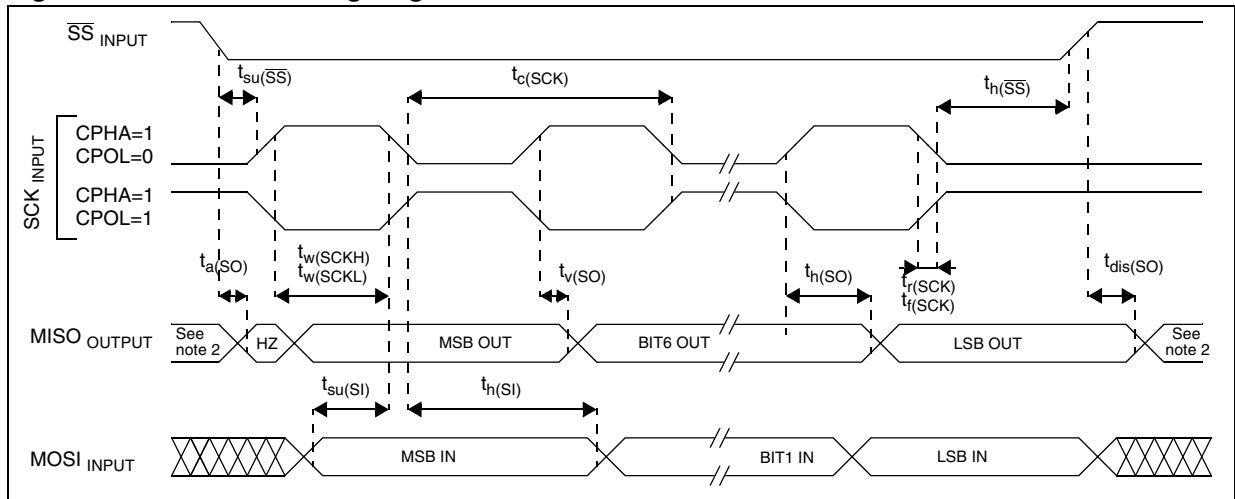 SS INPUT
tsu(SS)
tc(SCK)
th(SS)
SCK INPUT
CPHA=1
CPOL=0
CPHA=1
CPOL=1
ta(SO)
tw(SCKH)
tw(SCKL)
tv(SO)
th(SO)
tr(SCK)
tf(SCK)
tdis(SO)
MISO OUTPUT
See
note 2
HZ
MSB OUT
BIT6 OUT
LSB OUT
See
note 2
tsu(SI)
th(SI)
MOSI INPUT
MSB IN
BIT1 IN
LSB IN